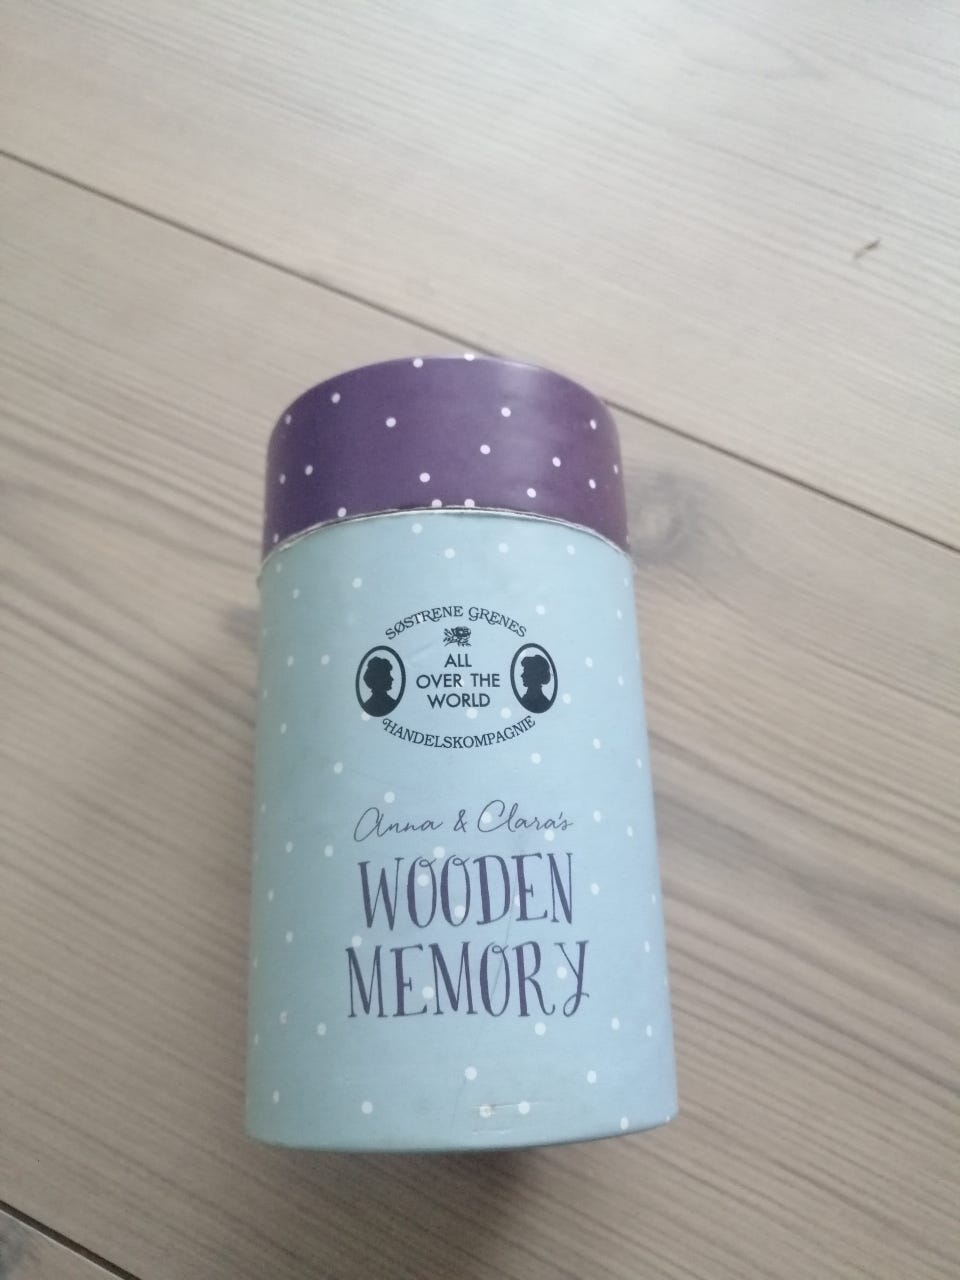 SØSTRENE GRENES
ALL
OVER THE
WORLD
HANDELSKOMPAGNIE
Anna & Clara's
WOODEN
MEMORY